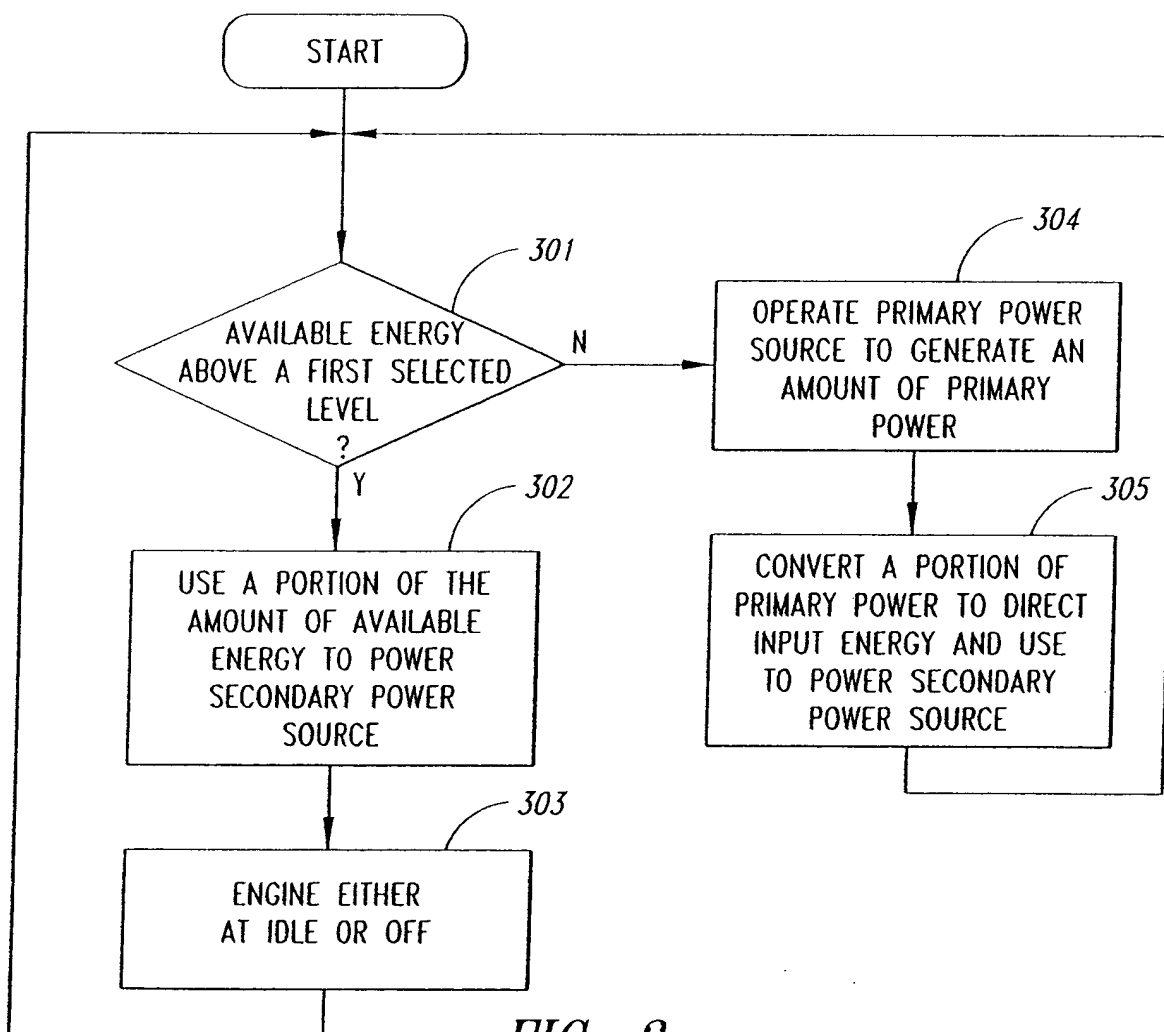 START
301
AVAILABLE ENERGY
ABOVE A FIRST SELECTED
LEVEL
?
N
Y
304
OPERATE PRIMARY POWER
SOURCE TO GENERATE AN
AMOUNT OF PRIMARY
POWER
302
USE A PORTION OF THE
AMOUNT OF AVAILABLE
ENERGY TO POWER
SECONDARY POWER
SOURCE
305
CONVERT A PORTION OF
PRIMARY POWER TO DIRECT
INPUT ENERGY AND USE
TO POWER SECONDARY
POWER SOURCE
303
ENGINE EITHER
AT IDLE OR OFF
FIG.